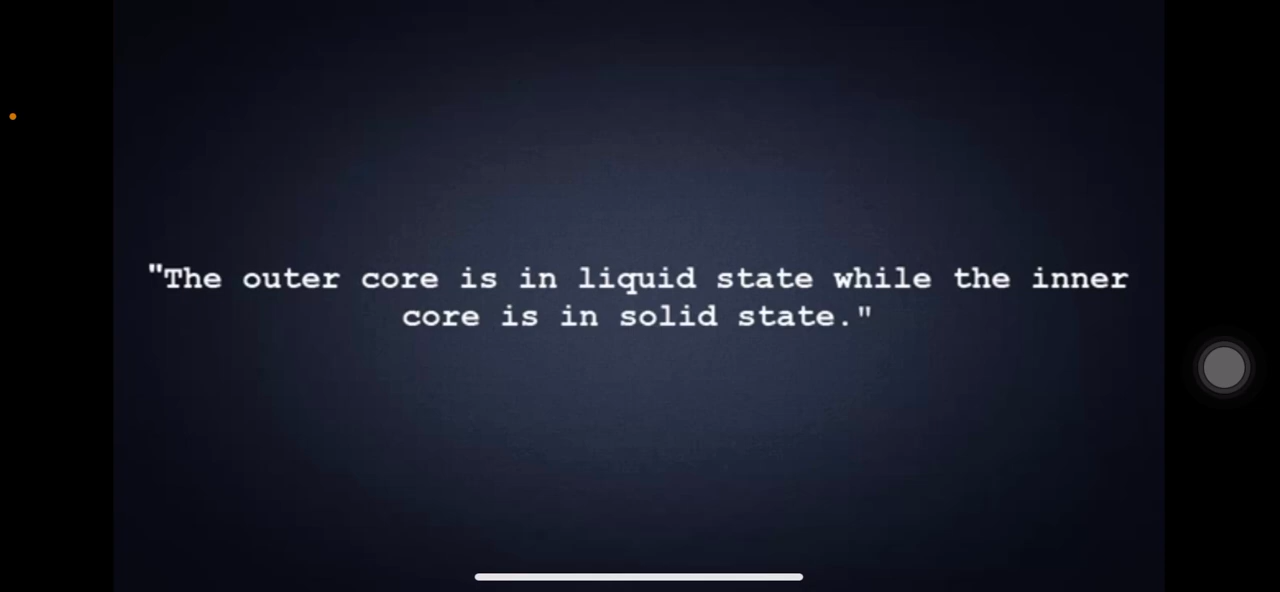 "The outer core is in liquid state while the inner
core is in solid state."